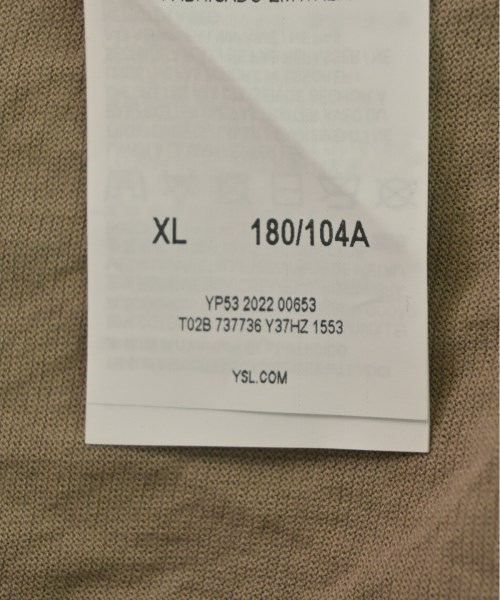 XL 180/104A
YP53 2022 00653
T02B 737736 Y37HZ 1553
YSL.COM